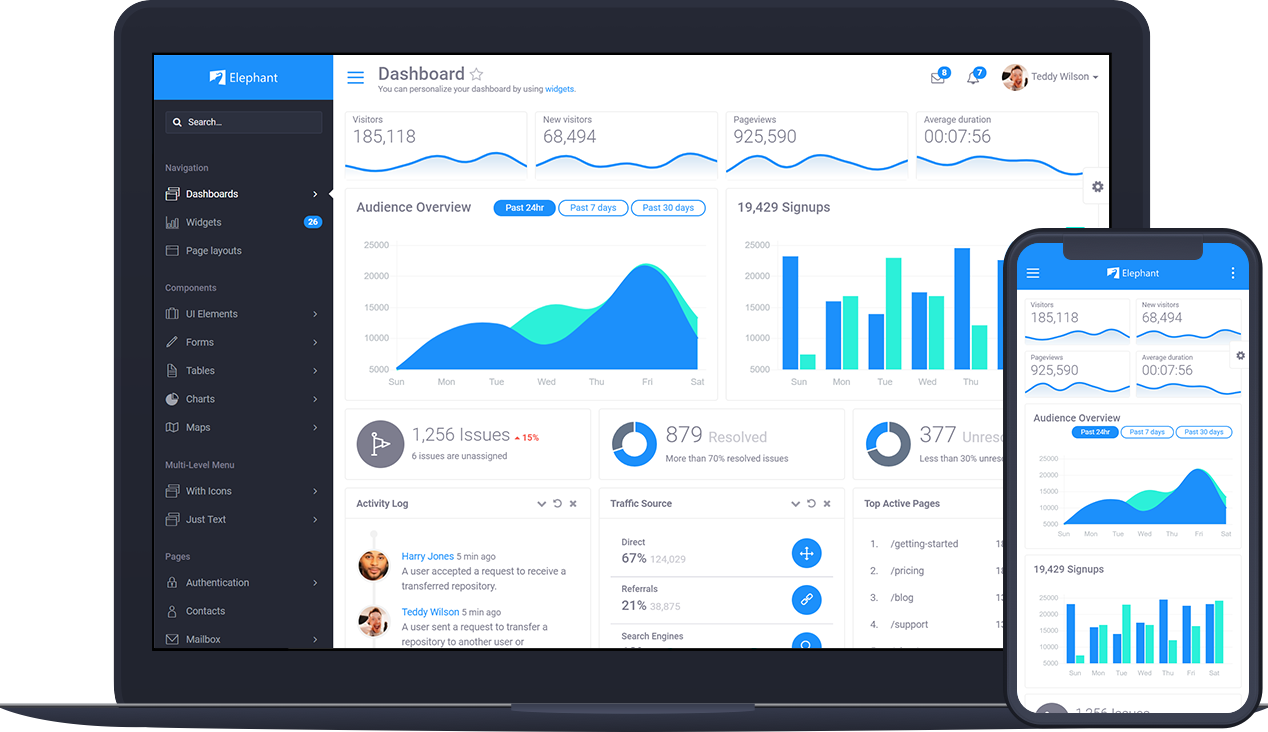 Elephant
Search...
Navigation
Dashboards
Widgets
26
Page layouts
Components
UI Elements
Forms
Tables
Charts
Maps
Multi-Level Menu
With Icons
Just Text
Pages
Authentication
Contacts
Mailbox
Dashboard
You can personalize your dashboard by using widgets.
8
7
Teddy Wilson
Visitors
185,118
New visitors
68,494
Pageviews
925,590
Average duration
00:07:56
Audience Overview
Past 24hr
Past 7 days
Past 30 days
25000
20000
15000
10000
5000
Sun Mon Tue Wed Thu Fri Sat
19,429 Signups
25000
20000
15000
10000
5000
Sun Mon Tue Wed Thu
1,256 Issues 15%
6 issues are unassigned
879 Resolved
More than 70% resolved issues
377 Unreso
Less than 30% unreso
Activity Log
Harry Jones 5 min ago
A user accepted a request to receive a
transferred repository.
Teddy Wilson 5 min ago
A user sent a request to transfer a
repository to another user or
Traffic Source
Direct
67% 124,029
Referrals
21% 38,875
Search Engines
Top Active Pages
1. /getting-started
2. /pricing
3. /blog
4. /support
Elephant
Visitors
185,118
New visitors
68,494
Pageviews
925,590
Average duration
00:07:56
Audience Overview
Past 24hr
Past 7 days
Past 30 days
25000
20000
15000
10000
5000
Sun Mon Tue Wed Thu Fri Sat
19,429 Signups
25000
20000
15000
10000
5000
Sun Mon Tue Wed Thu Fri Sat
1,256 Issues